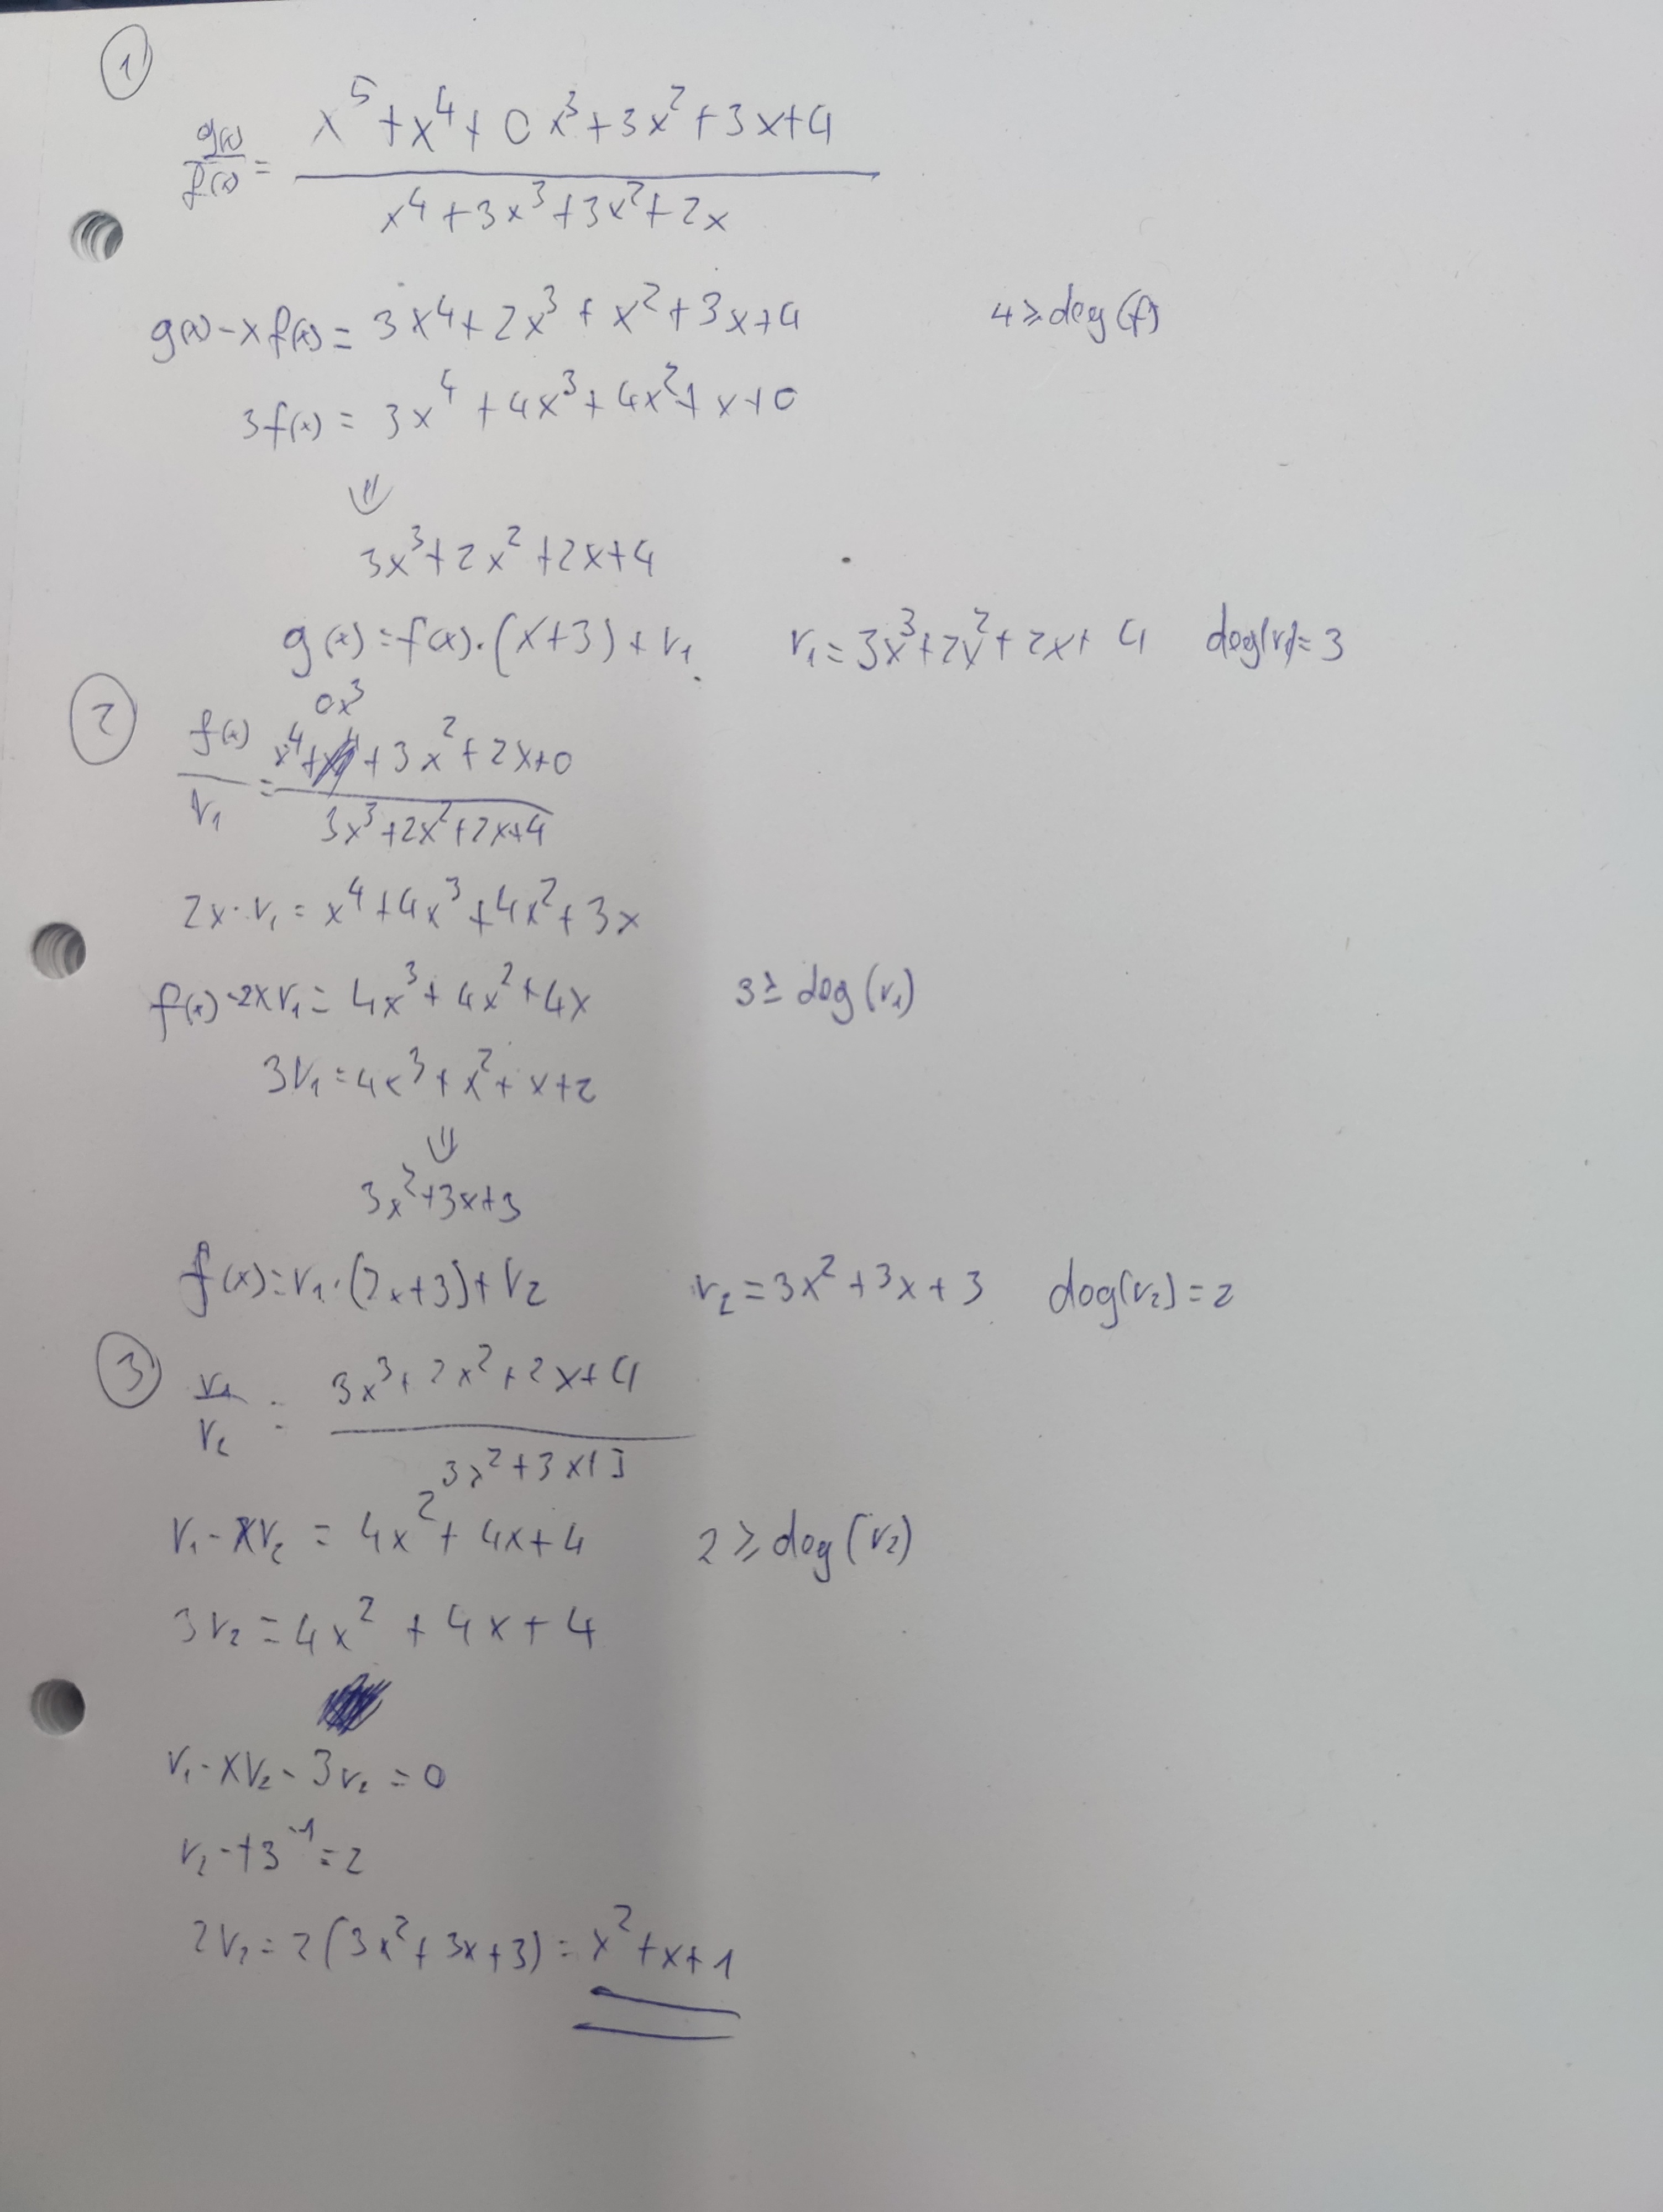 1
g(x)/f(x) = (x^5 + x^4 + 0x^3 + 3x^2 + 3x + 4)/(x^4 + 3x^3 + 3x^2 + 2x)
g(x) - x f(x) = 3x^4 + 2x^3 + x^2 + 3x + 4 4 ≥ deg(f)
3f(x) = 3x^4 + 4x^3 + 4x^2 + x + 0
⇓
3x^3 + 2x^2 + 2x + 4
g(x) = f(x)·(x+3) + r₁ r₁ = 3x^3 + 2x^2 + 2x + 4 deg(r₁) = 3
2
0x^3
f(x)/r₁ = (x^4 + + 3x^2 + 2x + 0)/(3x^3 + 2x^2 + 2x + 4)
2x·r₁ = x^4 + 4x^3 + 4x^2 + 3x
f(x) - 2x r₁ = 4x^3 + 4x^2 + 4x 3 ≥ deg(r₁)
3r₁ = 4x^3 + x^2 + x + 2
⇓
3x^2 + 3x + 3
f(x) = r₁·(2x+3) + r₂ r₂ = 3x^2 + 3x + 3 deg(r₂) = 2
3
r₁/r₂ = (3x^3 + 2x^2 + 2x + 4)/(3x^2 + 3x + 3)
r₁ - xr₂ = 4x^2 + 4x + 4 2 ≥ deg(r₂)
3r₂ = 4x^2 + 4x + 4
r₁ - xr₂ - 3r₂ = 0
3^-1 = 2
2r₂ = 2(3x^2 + 3x + 3) = x^2 + x + 1